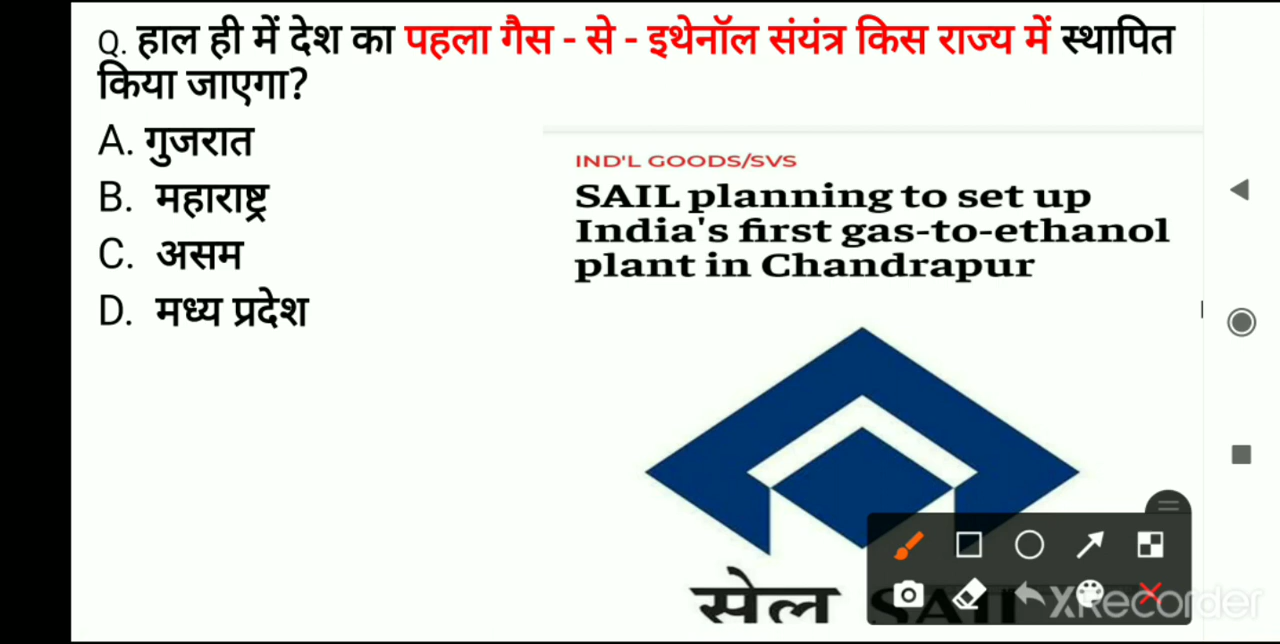 Q. हाल ही में देश का पहला गैस - से - इथेनॉल संयंत्र किस राज्य में स्थापित
किया जाएगा?
A. गुजरात
B. महाराष्ट्र
C. असम
D. मध्य प्रदेश
IND'L GOODS/SVS
SAIL planning to set up
India's first gas-to-ethanol
plant in Chandrapur
सेल SAIL
XRecorder